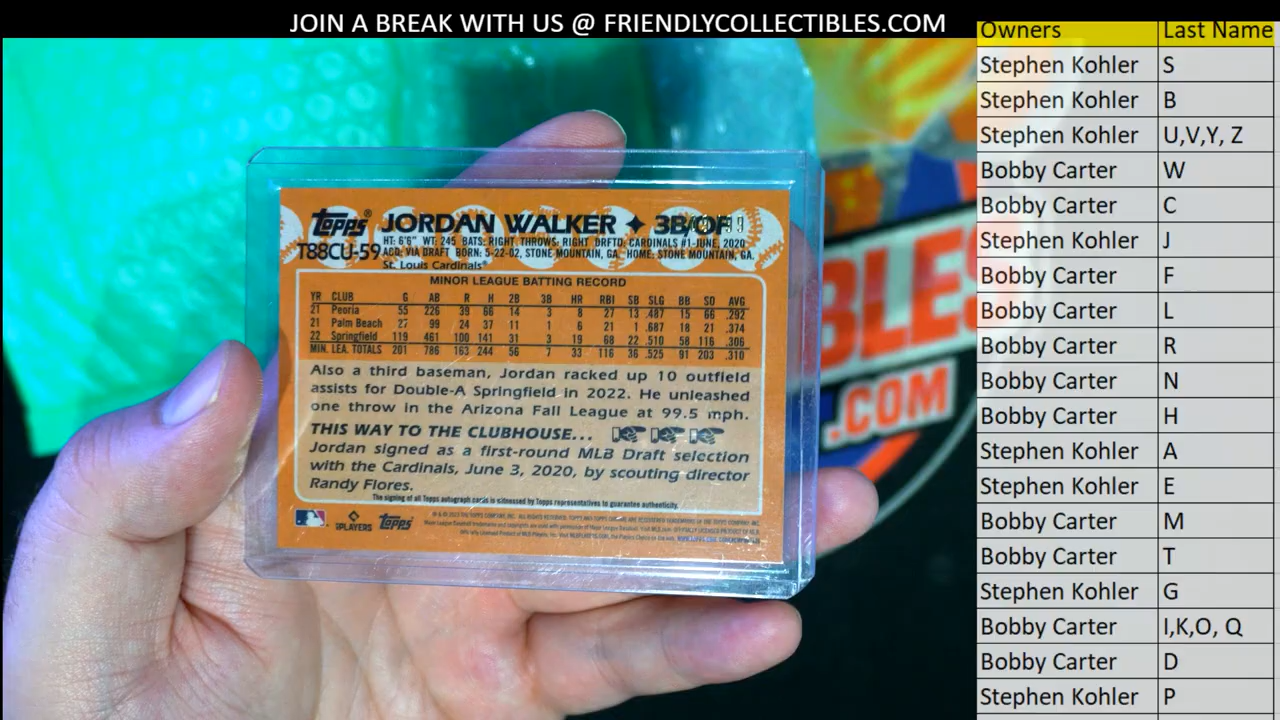 JOIN A BREAK WITH US @ FRIENDLYCOLLECTIBLES.COM
Owners Last Name
Stephen Kohler S
Stephen Kohler B
Stephen Kohler U,V,Y, Z
Bobby Carter W
Bobby Carter C
Stephen Kohler J
Bobby Carter F
Bobby Carter L
Bobby Carter R
Bobby Carter N
Bobby Carter H
Stephen Kohler A
Stephen Kohler E
Bobby Carter M
Bobby Carter T
Stephen Kohler G
Bobby Carter I,K,O, Q
Bobby Carter D
Stephen Kohler P
Topps® JORDAN WALKER ✦ 3B/OF
T88CU-59 HT: 6'6" WT: 245 BATS: RIGHT THROWS: RIGHT DRFTD: CARDINALS #1-JUNE, 2020
ACQ: VIA DRAFT BORN: 5-22-02, STONE MOUNTAIN, GA. HOME: STONE MOUNTAIN, GA.
St. Louis Cardinals®
MINOR LEAGUE BATTING RECORD
YR CLUB G AB R H 2B 3B HR RBI SB SLG BB SO AVG
21 Peoria 55 226 39 66 14 3 8 27 13 .487 15 66 .292
21 Palm Beach 27 99 24 37 11 1 6 21 1 .687 18 21 .374
22 Springfield 119 461 100 141 31 3 19 68 22 .510 58 116 .306
MIN. LEA. TOTALS 201 786 163 244 56 7 33 116 36 .525 91 203 .310
Also a third baseman, Jordan racked up 10 outfield
assists for Double-A Springfield in 2022. He unleashed
one throw in the Arizona Fall League at 99.5 mph.
THIS WAY TO THE CLUBHOUSE...
Jordan signed as a first-round MLB Draft selection
with the Cardinals, June 3, 2020, by scouting director
Randy Flores.
The signing of all Topps autograph cards is witnessed by Topps representatives to guarantee authenticity.
PLAYERS Topps
BLES
.COM